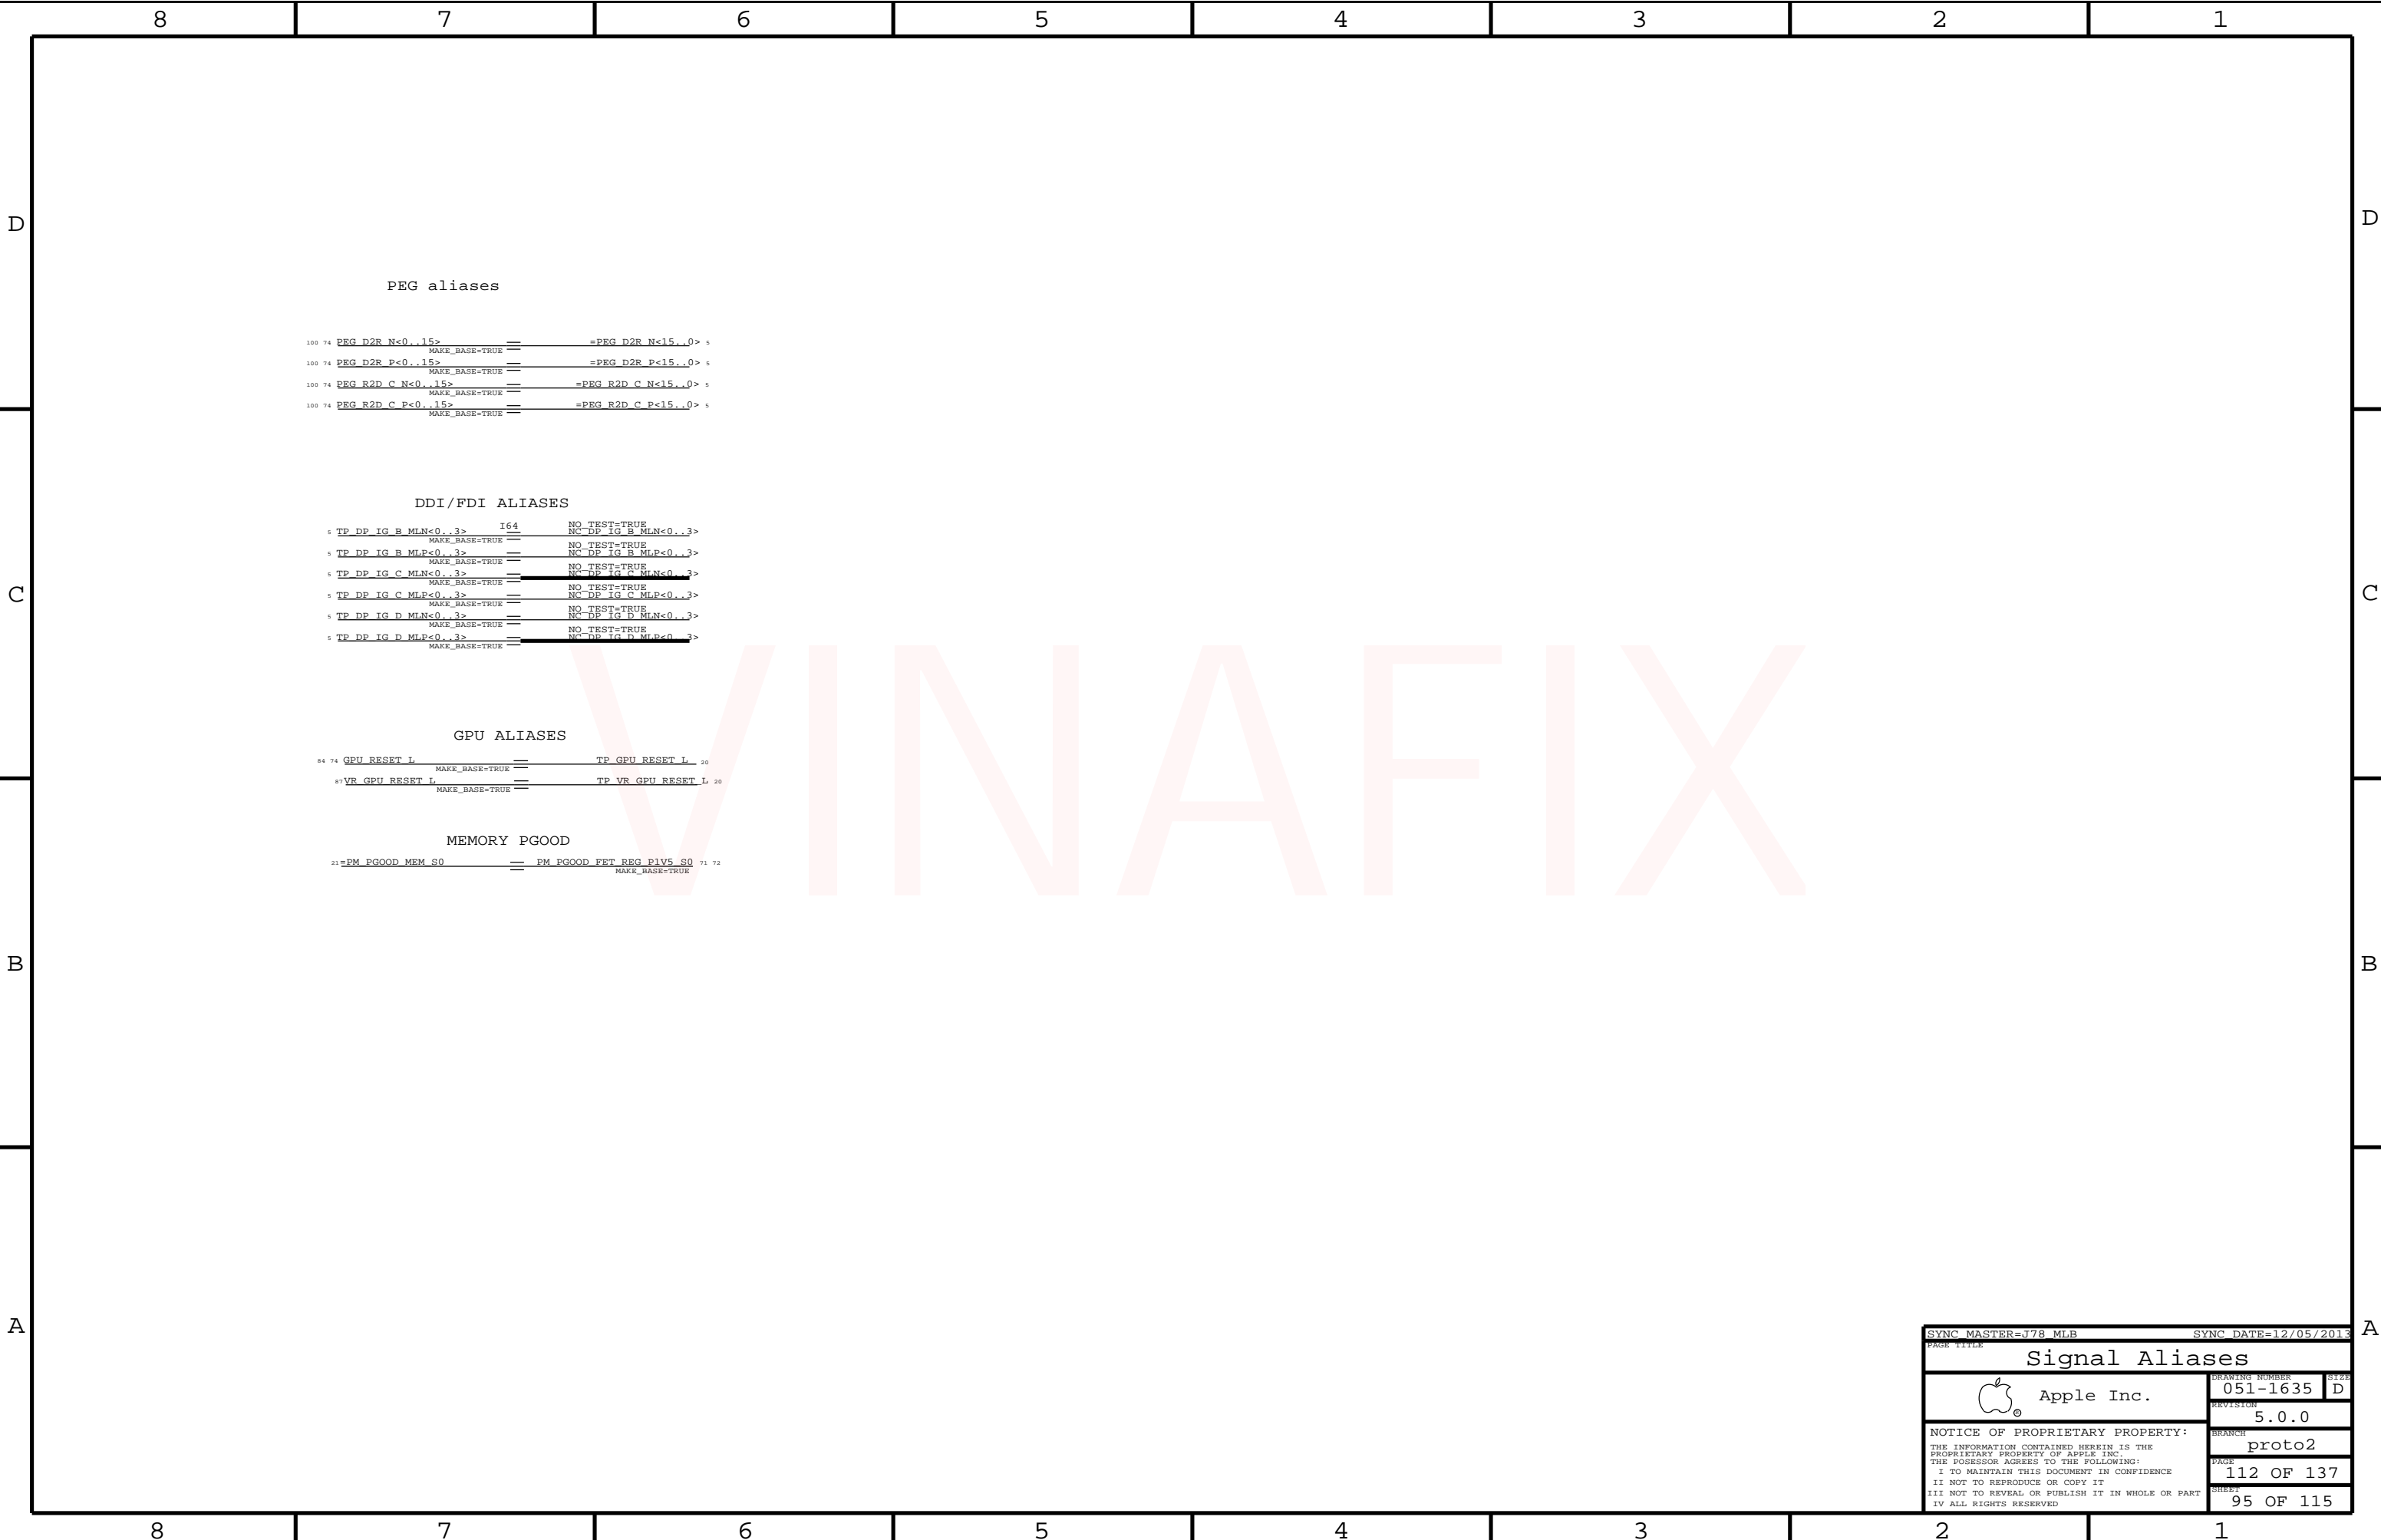 8 7 6 5 4 3 2 1
D D
PEG aliases
100 74 PEG_D2R_N<0..15> =PEG_D2R_N<15..0> 5
MAKE_BASE=TRUE
100 74 PEG_D2R_P<0..15> =PEG_D2R_P<15..0> 5
MAKE_BASE=TRUE
100 74 PEG_R2D_C_N<0..15> =PEG_R2D_C_N<15..0> 5
MAKE_BASE=TRUE
100 74 PEG_R2D_C_P<0..15> =PEG_R2D_C_P<15..0> 5
MAKE_BASE=TRUE
DDI/FDI ALIASES
I64 NO_TEST=TRUE
5 TP_DP_IG_B_MLN<0..3> NC_DP_IG_B_MLN<0..3>
MAKE_BASE=TRUE
NO_TEST=TRUE
5 TP_DP_IG_B_MLP<0..3> NC_DP_IG_B_MLP<0..3>
MAKE_BASE=TRUE
NO_TEST=TRUE
5 TP_DP_IG_C_MLN<0..3> NC_DP_IG_C_MLN<0..3>
MAKE_BASE=TRUE
NO_TEST=TRUE
5 TP_DP_IG_C_MLP<0..3> NC_DP_IG_C_MLP<0..3>
MAKE_BASE=TRUE
NO_TEST=TRUE
5 TP_DP_IG_D_MLN<0..3> NC_DP_IG_D_MLN<0..3>
MAKE_BASE=TRUE
NO_TEST=TRUE
5 TP_DP_IG_D_MLP<0..3> NC_DP_IG_D_MLP<0..3>
MAKE_BASE=TRUE
C C
VINAFIX
GPU ALIASES
84 74 GPU_RESET_L TP_GPU_RESET_L 20
MAKE_BASE=TRUE
87 VR_GPU_RESET_L TP_VR_GPU_RESET_L 20
MAKE_BASE=TRUE
MEMORY PGOOD
21 =PM_PGOOD_MEM_S0 PM_PGOOD_FET_REG_P1V5_S0 71 72
MAKE_BASE=TRUE
B B
A A
SYNC_MASTER=J78_MLB SYNC_DATE=12/05/2013
PAGE TITLE
Signal Aliases
Apple Inc.
®
DRAWING NUMBER
051-1635
SIZE
D
REVISION
5.0.0
BRANCH
proto2
PAGE
112 OF 137
SHEET
95 OF 115
NOTICE OF PROPRIETARY PROPERTY:
THE INFORMATION CONTAINED HEREIN IS THE
PROPRIETARY PROPERTY OF APPLE INC.
THE POSESSOR AGREES TO THE FOLLOWING:
I TO MAINTAIN THIS DOCUMENT IN CONFIDENCE
II NOT TO REPRODUCE OR COPY IT
III NOT TO REVEAL OR PUBLISH IT IN WHOLE OR PART
IV ALL RIGHTS RESERVED
8 7 6 5 4 3 2 1